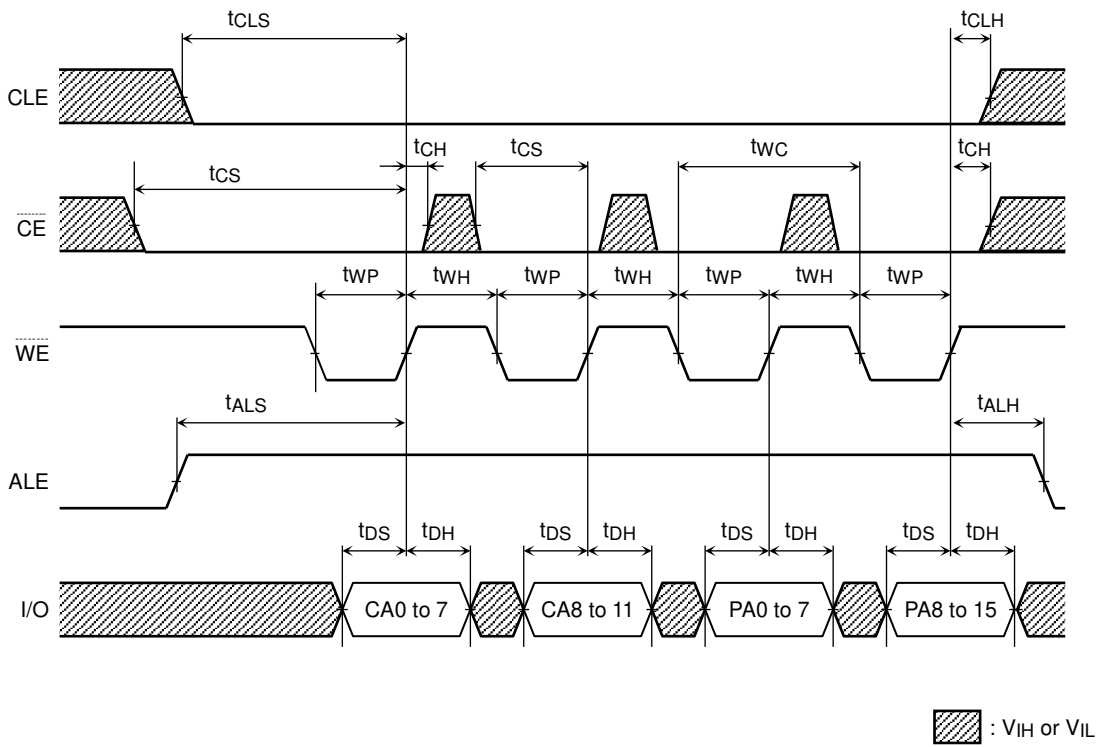 tCLS
tCLH
CLE
tCH
tCS
tWC
tCH
tCS
CE
tWP
tWH
tWP
tWH
tWP
tWH
tWP
WE
tALS
tALH
ALE
tDS
tDH
tDS
tDH
tDS
tDH
tDS
tDH
I/O
CA0 to 7
CA8 to 11
PA0 to 7
PA8 to 15
: VIH or VIL